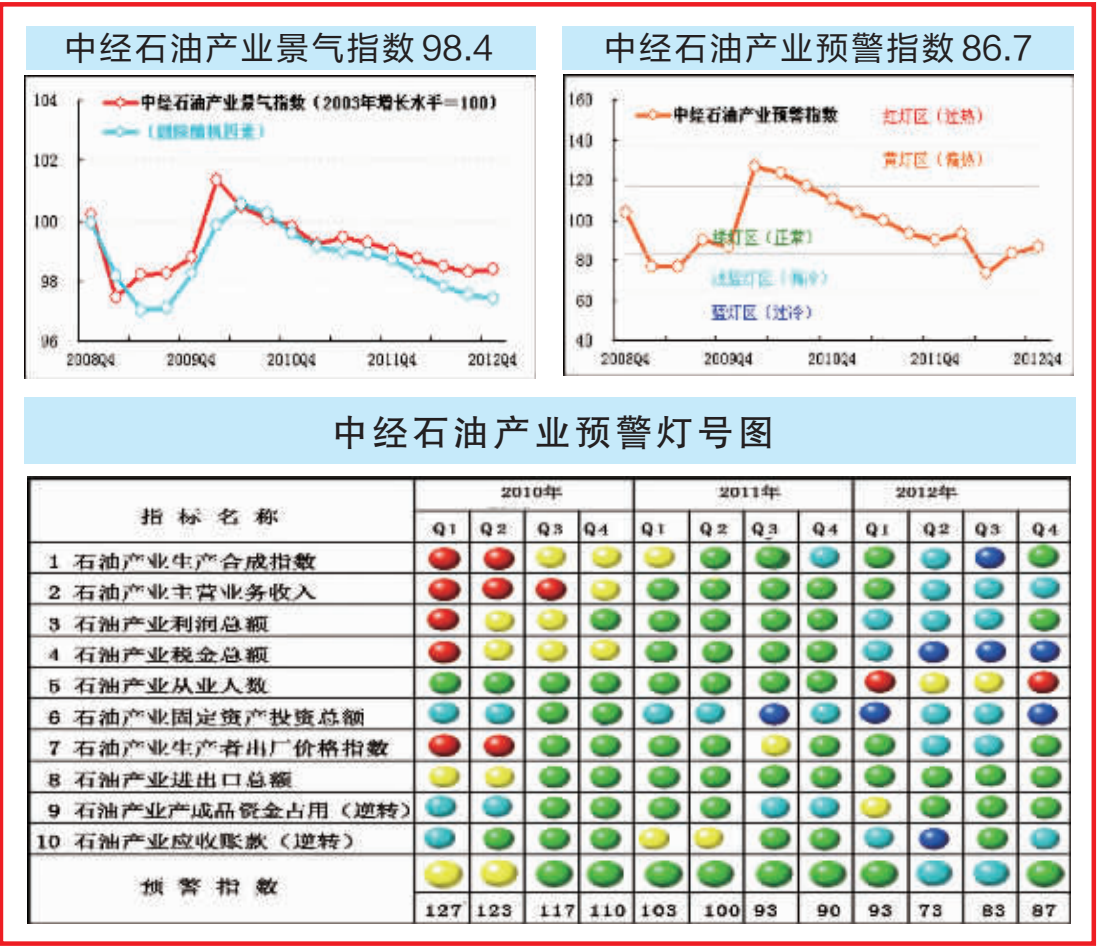 中经石油产业景气指数98.4
中经石油产业预警指数86.7
104
102
100
98
96
中经石油产业景气指数（2003年增长水平＝100）
（剔除随机因素）
2008Q4 2009Q4 2010Q4 2011Q4 2012Q4
160
140
120
100
80
60
40
中经石油产业预警指数
红灯区（过热）
黄灯区（偏热）
绿灯区（正常）
浅蓝灯区（偏冷）
蓝灯区（过冷）
2008Q4 2009Q4 2010Q4 2011Q4 2012Q4
中经石油产业预警灯号图
指标名称 2010年 2011年 2012年
Q1 Q2 Q3 Q4 Q1 Q2 Q3 Q4 Q1 Q2 Q3 Q4
1 石油产业生产合成指数
2 石油产业主营业务收入
3 石油产业利润总额
4 石油产业税金总额
5 石油产业从业人数
6 石油产业固定资产投资总额
7 石油产业生产者出厂价格指数
8 石油产业进出口总额
9 石油产业产成品资金占用（逆转）
10 石油产业应收账款（逆转）
预警指数
127 123 117 110 103 100 93 90 93 73 83 87